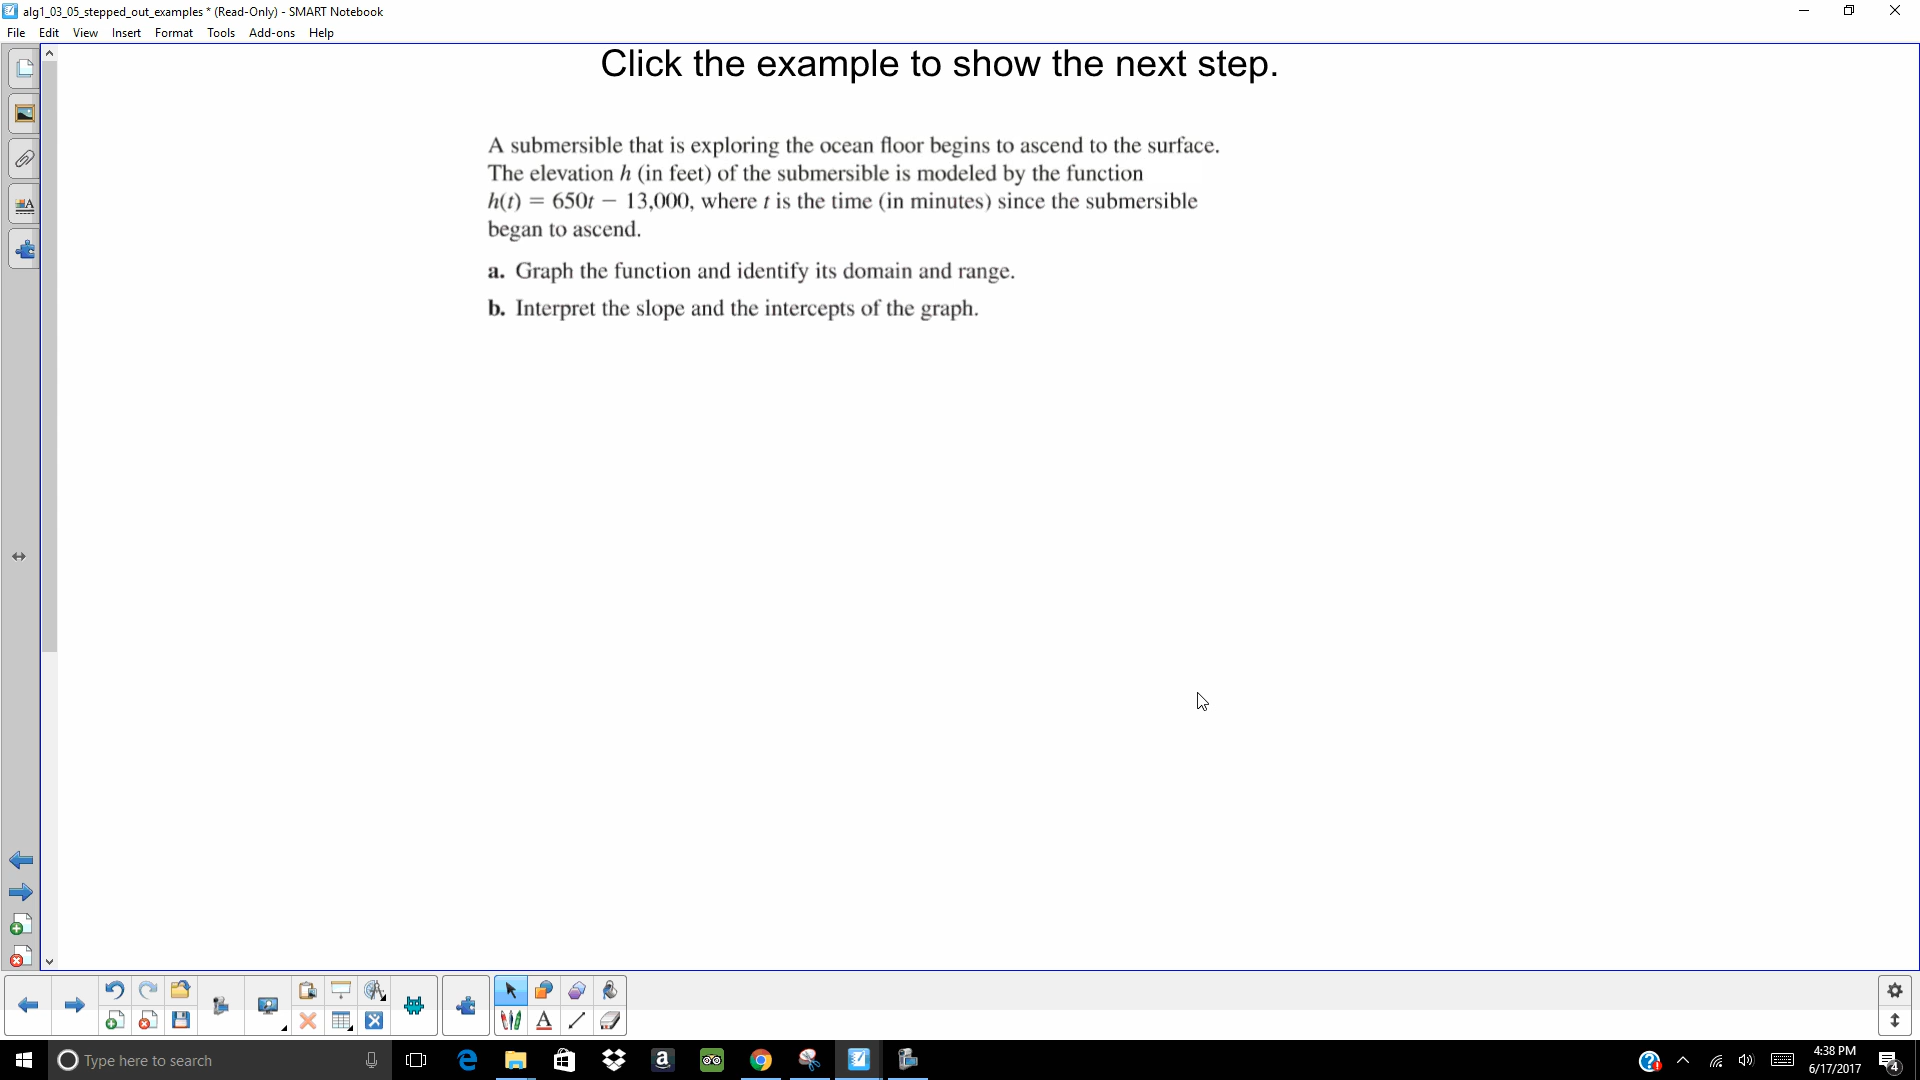 alg1_03_05_stepped_out_examples * (Read-Only) - SMART Notebook
File Edit View Insert Format Tools Add-ons Help
Click the example to show the next step.
A submersible that is exploring the ocean floor begins to ascend to the surface.
The elevation h (in feet) of the submersible is modeled by the function
h(t) = 650t − 13,000, where t is the time (in minutes) since the submersible
began to ascend.
a. Graph the function and identify its domain and range.
b. Interpret the slope and the intercepts of the graph.
Type here to search
4:38 PM
6/17/2017
4